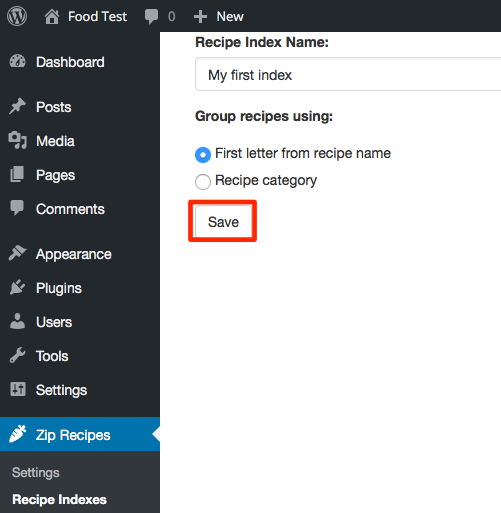 Food Test 0 New
Recipe Index Name:
My first index
Group recipes using:
First letter from recipe name
Recipe category
Save
Dashboard
Posts
Media
Pages
Comments
Appearance
Plugins
Users
Tools
Settings
Zip Recipes
Settings
Recipe Indexes